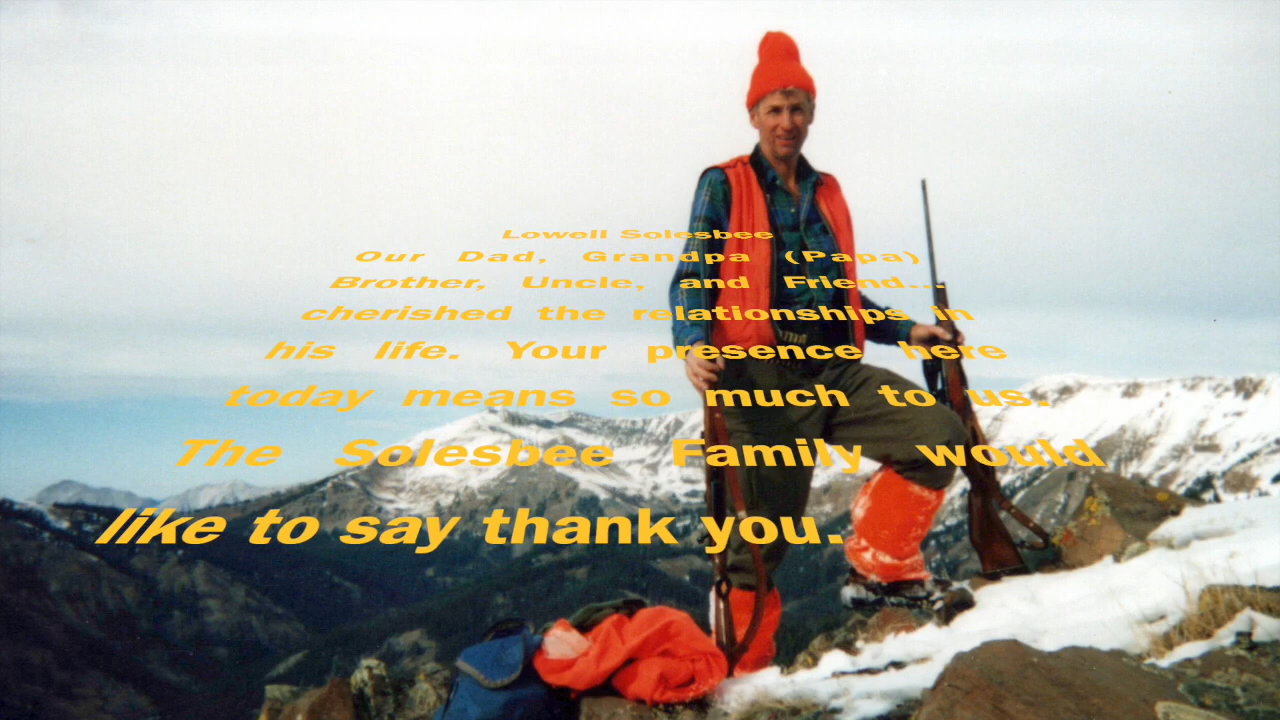 Lowell Solesbee
Our Dad, Grandpa (Papa)
Brother, Uncle, and Friend...
cherished the relationships in
his life. Your presence here
today means so much to us.
The Solesbee Family would
like to say thank you.